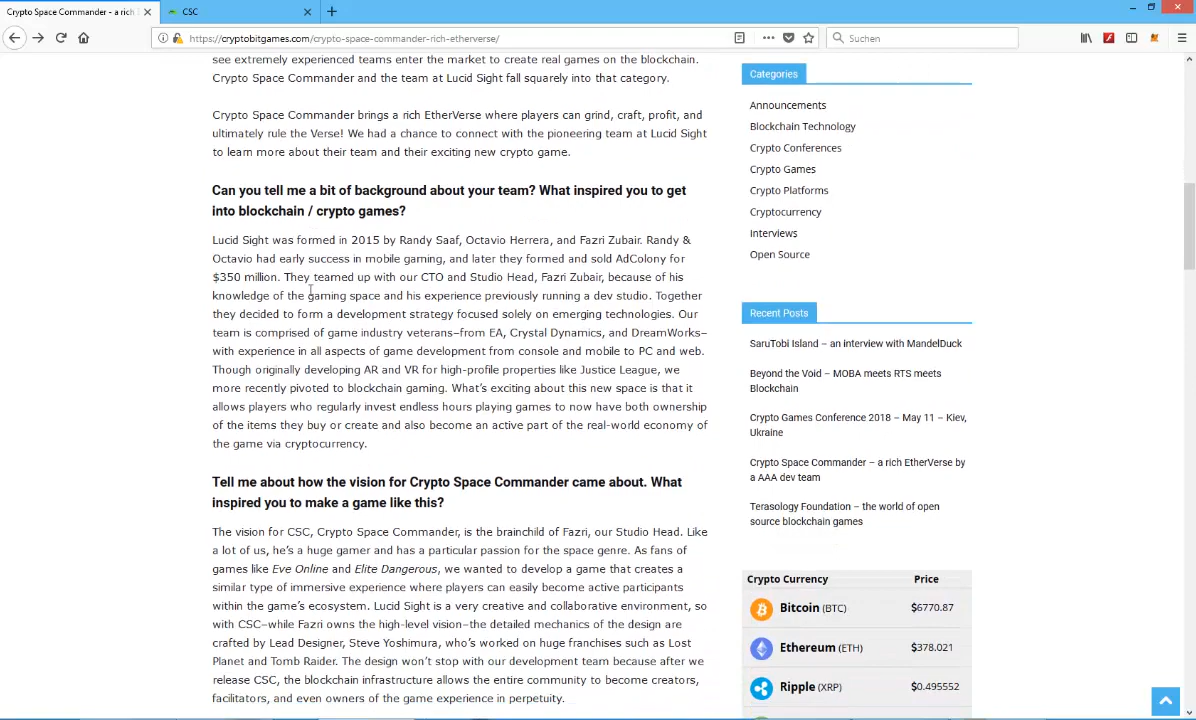 Crypto Space Commander - a rich
CSC
https://cryptobitgames.com/crypto-space-commander-rich-etherverse/
Suchen
see extremely experienced teams enter the market to create real games on the blockchain.
Crypto Space Commander and the team at Lucid Sight fall squarely into that category.
Crypto Space Commander brings a rich EtherVerse where players can grind, craft, profit, and
ultimately rule the Verse! We had a chance to connect with the pioneering team at Lucid Sight
to learn more about their team and their exciting new crypto game.
Can you tell me a bit of background about your team? What inspired you to get
into blockchain / crypto games?
Lucid Sight was formed in 2015 by Randy Saaf, Octavio Herrera, and Fazri Zubair. Randy &
Octavio had early success in mobile gaming, and later they formed and sold AdColony for
$350 million. They teamed up with our CTO and Studio Head, Fazri Zubair, because of his
knowledge of the gaming space and his experience previously running a dev studio. Together
they decided to form a development strategy focused solely on emerging technologies. Our
team is comprised of game industry veterans–from EA, Crystal Dynamics, and DreamWorks–
with experience in all aspects of game development from console and mobile to PC and web.
Though originally developing AR and VR for high-profile properties like Justice League, we
more recently pivoted to blockchain gaming. What's exciting about this new space is that it
allows players who regularly invest endless hours playing games to now have both ownership
of the items they buy or create and also become an active part of the real-world economy of
the game via cryptocurrency.
Tell me about how the vision for Crypto Space Commander came about. What
inspired you to make a game like this?
The vision for CSC, Crypto Space Commander, is the brainchild of Fazri, our Studio Head. Like
a lot of us, he's a huge gamer and has a particular passion for the space genre. As fans of
games like Eve Online and Elite Dangerous, we wanted to develop a game that creates a
similar type of immersive experience where players can easily become active participants
within the game's ecosystem. Lucid Sight is a very creative and collaborative environment, so
with CSC–while Fazri owns the high-level vision–the detailed mechanics of the design are
crafted by Lead Designer, Steve Yoshimura, who's worked on huge franchises such as Lost
Planet and Tomb Raider. The design won't stop with our development team because after we
release CSC, the blockchain infrastructure allows the entire community to become creators,
facilitators, and even owners of the game experience in perpetuity.
Categories
Announcements
Blockchain Technology
Crypto Conferences
Crypto Games
Crypto Platforms
Cryptocurrency
Interviews
Open Source
Recent Posts
SaruTobi Island – an interview with MandelDuck
Beyond the Void – MOBA meets RTS meets
Blockchain
Crypto Games Conference 2018 – May 11 – Kiev,
Ukraine
Crypto Space Commander – a rich EtherVerse by
a AAA dev team
Terasology Foundation – the world of open
source blockchain games
Crypto Currency Price
Bitcoin (BTC) $6770.87
Ethereum (ETH) $378.021
Ripple (XRP) $0.495552